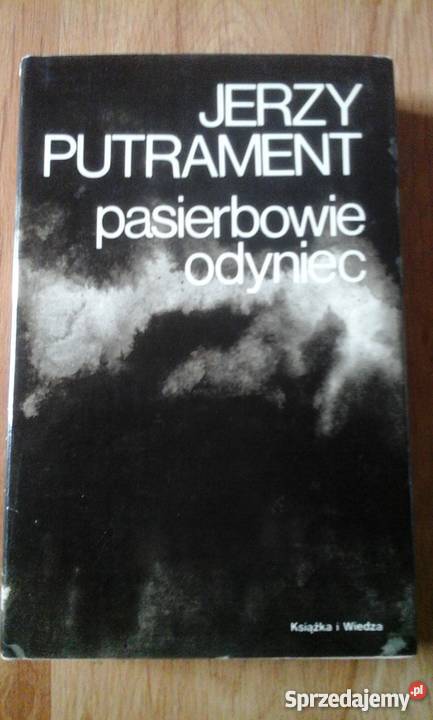 JERZY
PUTRAMENT
pasierbowie
odyniec
Książka i Wiedza
Sprzedajemy.pl